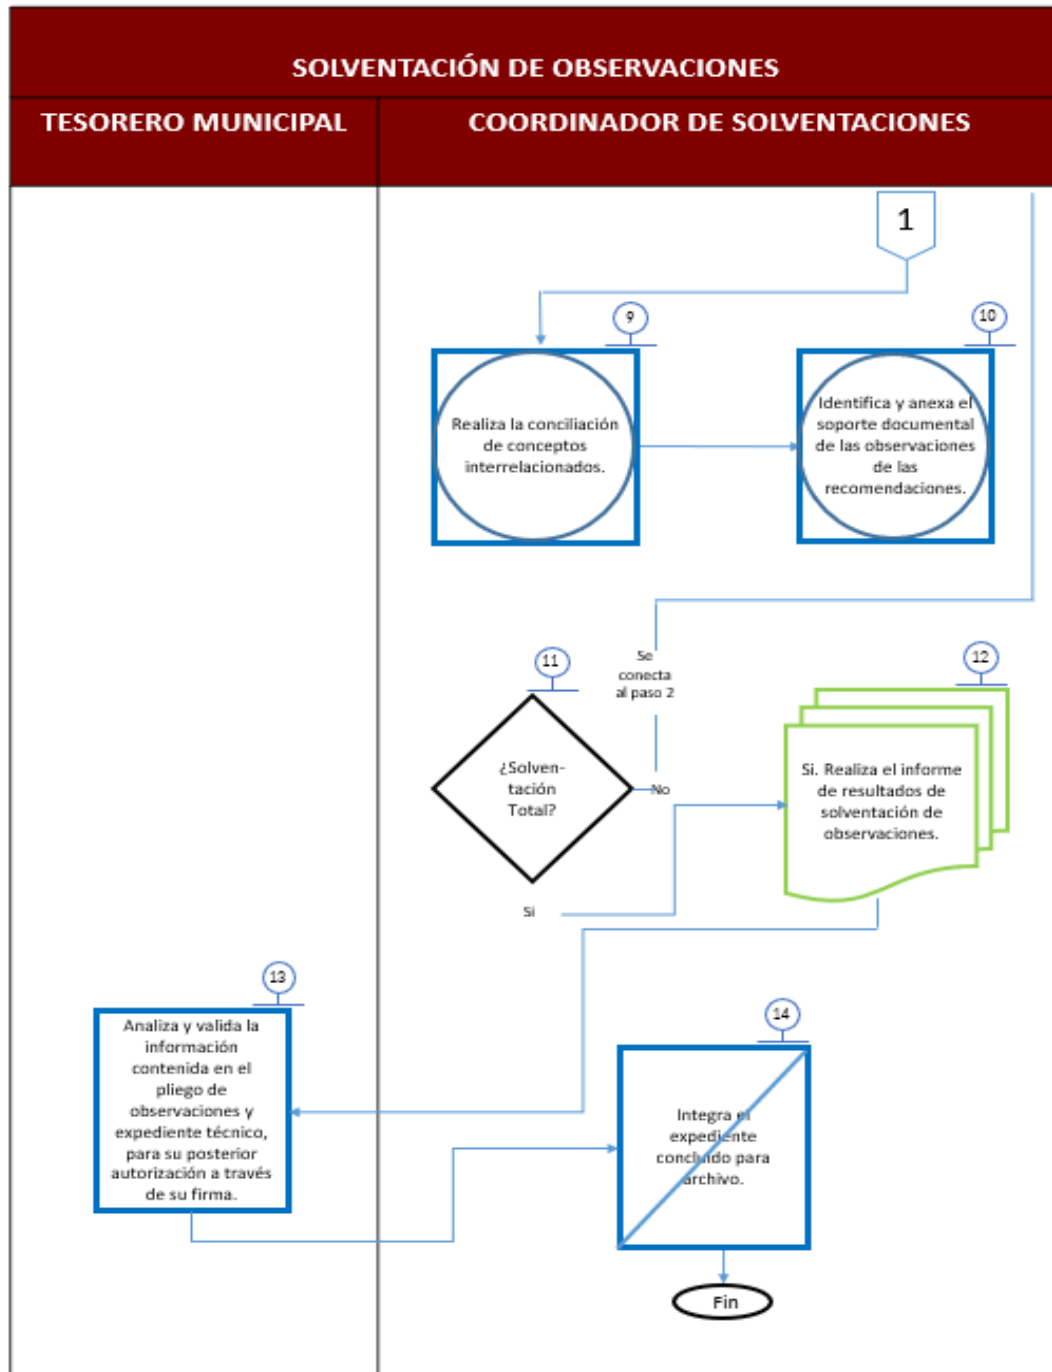 SOLVENTACIÓN DE OBSERVACIONES
TESORERO MUNICIPAL
COORDINADOR DE SOLVENTACIONES
1
9
Realiza la conciliación
de conceptos
interrelacionados.
10
Identifica y anexa el
soporte documental
de las observaciones
de las
recomendaciones.
11
¿Solven-
tación
Total?
Se
conecta
al paso 2
No
Si
12
Si. Realiza el informe
de resultados de
solventación de
observaciones.
13
Analiza y valida la
información
contenida en el
pliego de
observaciones y
expediente técnico,
para su posterior
autorización a través
de su firma.
14
Integra el
expediente
concluido para
archivo.
Fin